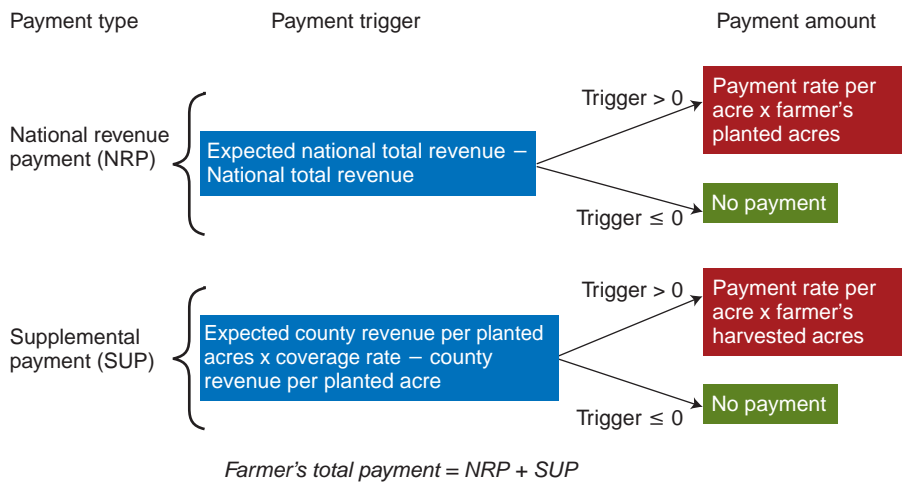 Payment type
Payment trigger
Payment amount
National revenue
payment (NRP)
Expected national total revenue –
National total revenue
Trigger > 0
Payment rate per
acre x farmer's
planted acres
Trigger ≤ 0
No payment
Supplemental
payment (SUP)
Expected county revenue per planted
acres x coverage rate – county
revenue per planted acre
Trigger > 0
Payment rate per
acre x farmer's
harvested acres
Trigger ≤ 0
No payment
Farmer's total payment = NRP + SUP